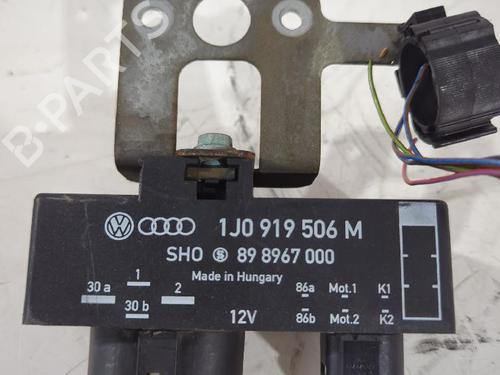 B-PARTS
1J0 919 506 M
SHO S 89 8967 000
Made in Hungary
1
30 a 2 86a Mot.1 K1
30 b
12V 86b Mot.2 K2